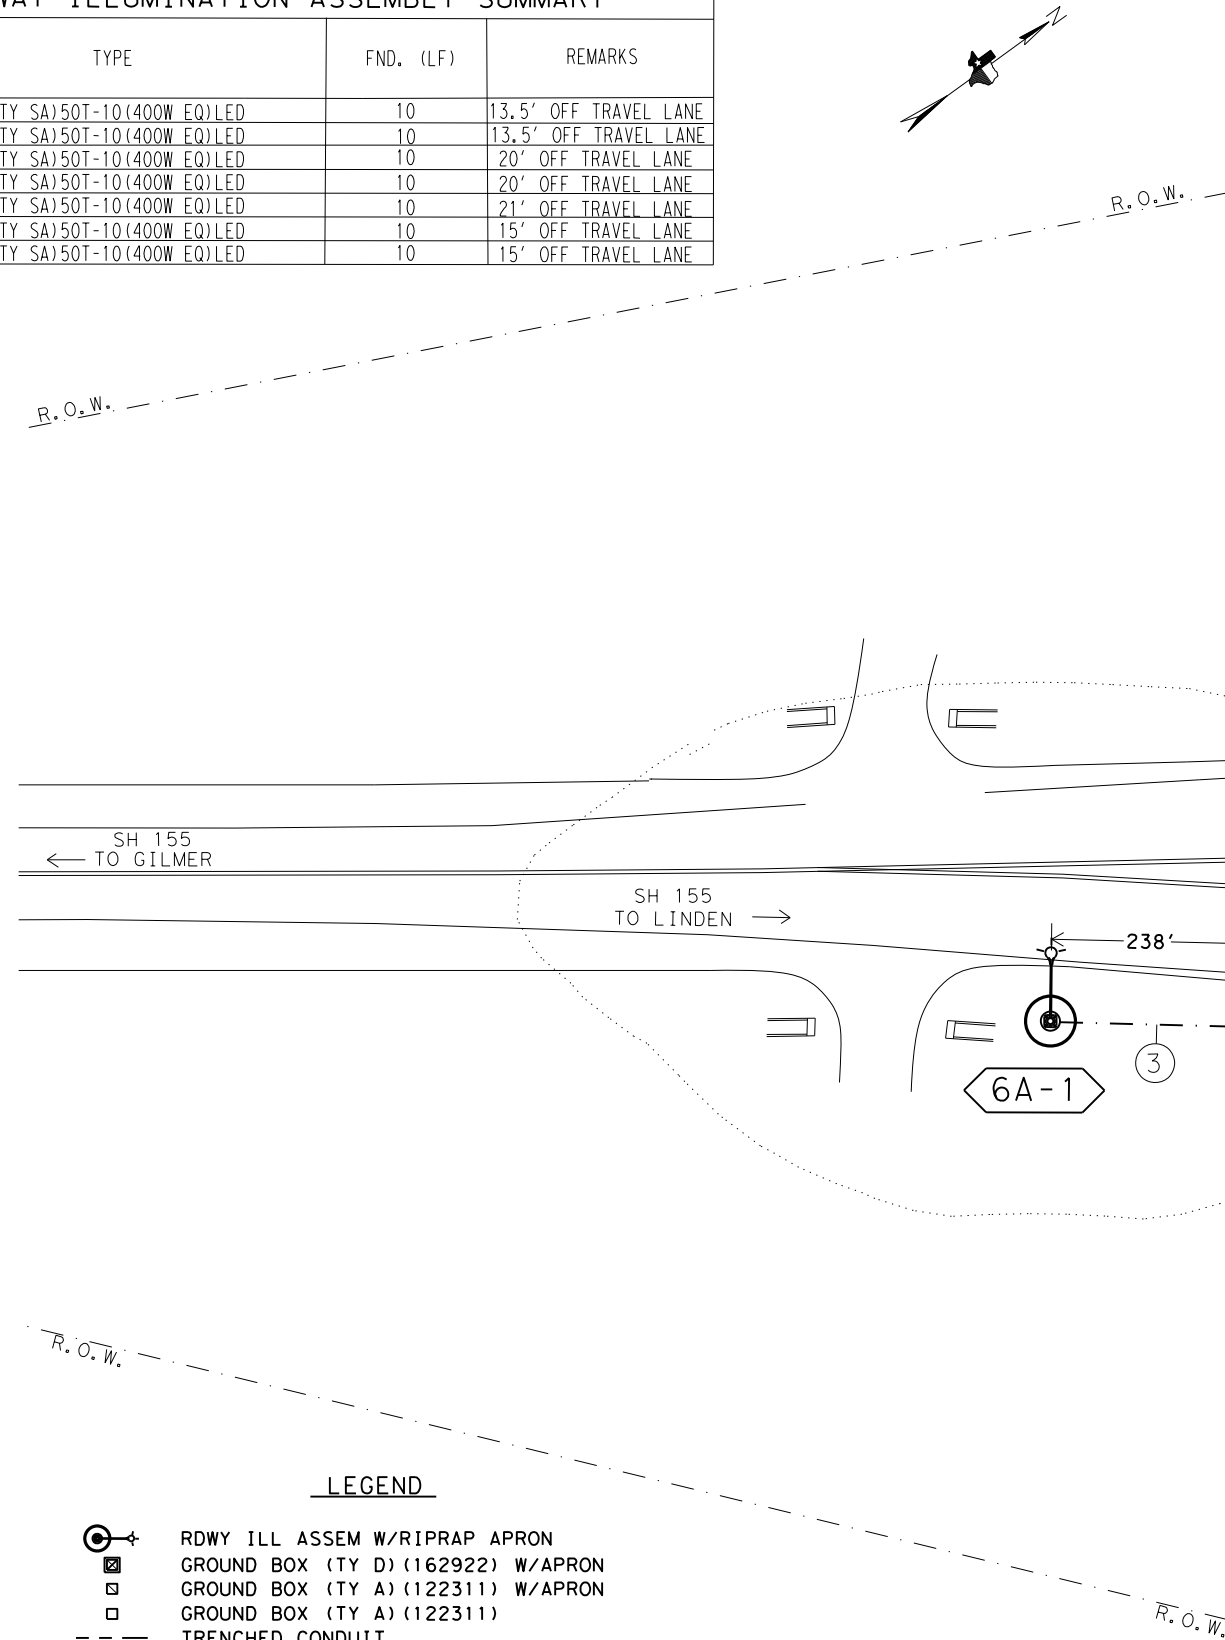 ILLUMINATION ASSEMBLY SUMMARY
TYPE FND. (LF) REMARKS
TY SA)50T-10(400W EQ)LED 10 13.5' OFF TRAVEL LANE
TY SA)50T-10(400W EQ)LED 10 13.5' OFF TRAVEL LANE
TY SA)50T-10(400W EQ)LED 10 20' OFF TRAVEL LANE
TY SA)50T-10(400W EQ)LED 10 20' OFF TRAVEL LANE
TY SA)50T-10(400W EQ)LED 10 21' OFF TRAVEL LANE
TY SA)50T-10(400W EQ)LED 10 15' OFF TRAVEL LANE
TY SA)50T-10(400W EQ)LED 10 15' OFF TRAVEL LANE
N
R.O.W.
R.O.W.
SH 155
TO GILMER
SH 155
TO LINDEN
238'
3
6A-1
R.O.W.
LEGEND
RDWY ILL ASSEM W/RIPRAP APRON
GROUND BOX (TY D)(162922) W/APRON
GROUND BOX (TY A)(122311) W/APRON
GROUND BOX (TY A)(122311)
TRENCHED CONDUIT
R.O.W.